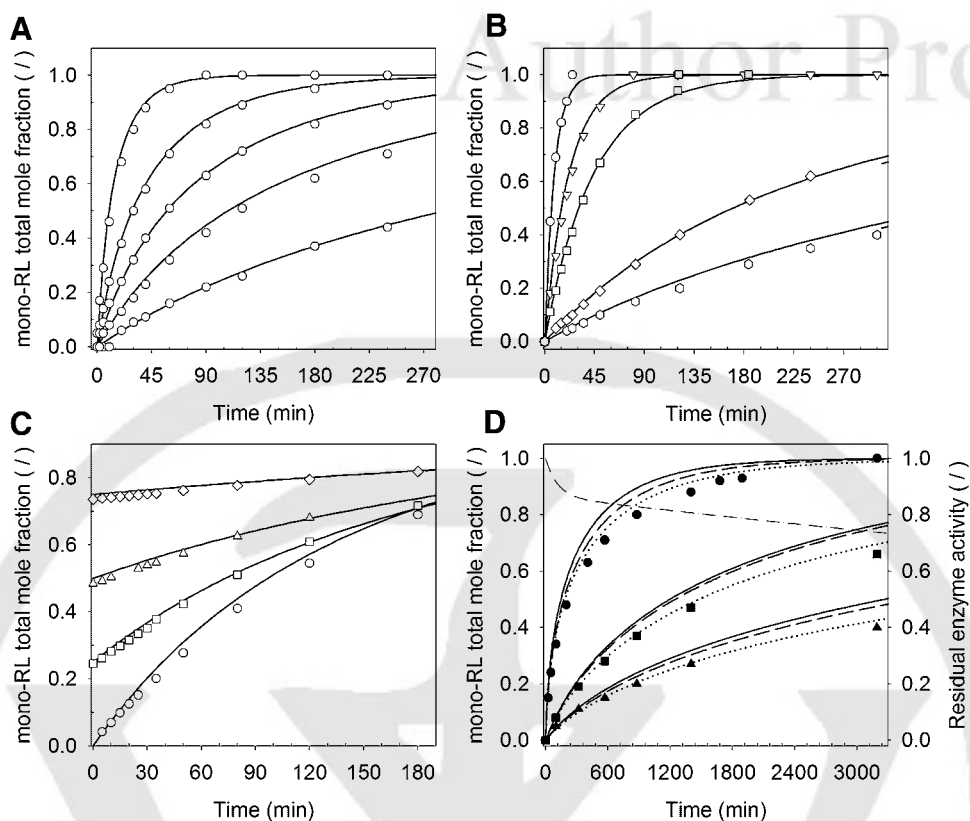 Author Pro
A
mono-RL total mole fraction ( / )
1.0
0.8
0.6
0.4
0.2
0.0
0 45 90 135 180 225 270
Time (min)
B
mono-RL total mole fraction ( / )
1.0
0.8
0.6
0.4
0.2
0.0
0 45 90 135 180 225 270
Time (min)
C
mono-RL total mole fraction ( / )
0.8
0.6
0.4
0.2
0.0
0 30 60 90 120 150 180
Time (min)
D
mono-RL total mole fraction ( / )
1.0
0.8
0.6
0.4
0.2
0.0
0 600 1200 1800 2400 3000
Time (min)
1.0
0.8
0.6
0.4
0.2
0.0
Residual enzyme activity ( / )